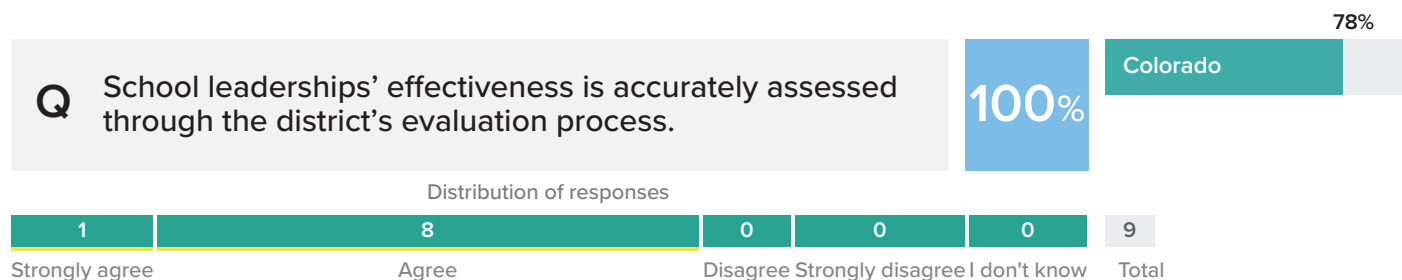 78%
Q School leaderships’ effectiveness is accurately assessed
through the district’s evaluation process.
100%
Colorado
Distribution of responses
1 8 0 0 0 9
Strongly agree Agree Disagree Strongly disagree I don't know Total